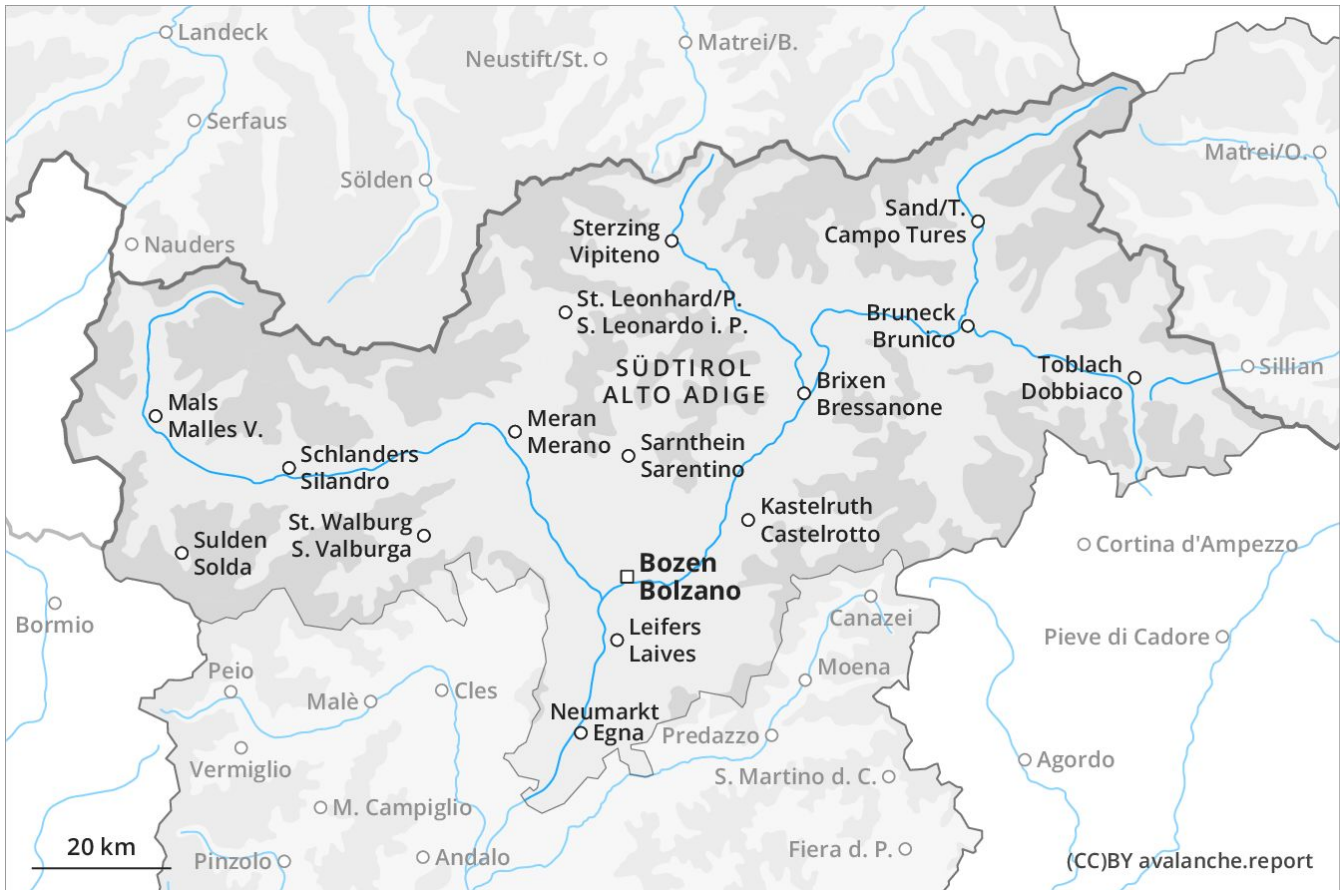 Landeck
Neustift/St.
Matrei/B.
Serfaus
Sölden
Matrei/O.
Nauders
Sterzing
Vipiteno
Sand/T.
Campo Tures
St. Leonhard/P.
S. Leonardo i. P.
Bruneck
Brunico
SÜDTIROL
ALTO ADIGE
Toblach
Dobbiaco
Sillian
Brixen
Bressanone
Mals
Malles V.
Meran
Merano
Sarnthein
Sarentino
Schlanders
Silandro
Kastelruth
Castelrotto
St. Walburg
S. Valburga
Sulden
Solda
Cortina d'Ampezzo
Bozen
Bolzano
Bormio
Canazei
Leifers
Laives
Pieve di Cadore
Peio
Moena
Malè
Cles
Neumarkt
Egna
Predazzo
Vermiglio
Agordo
S. Martino d. C.
M. Campiglio
20 km
Pinzolo
Andalo
Fiera d. P.
(CC)BY avalanche.report